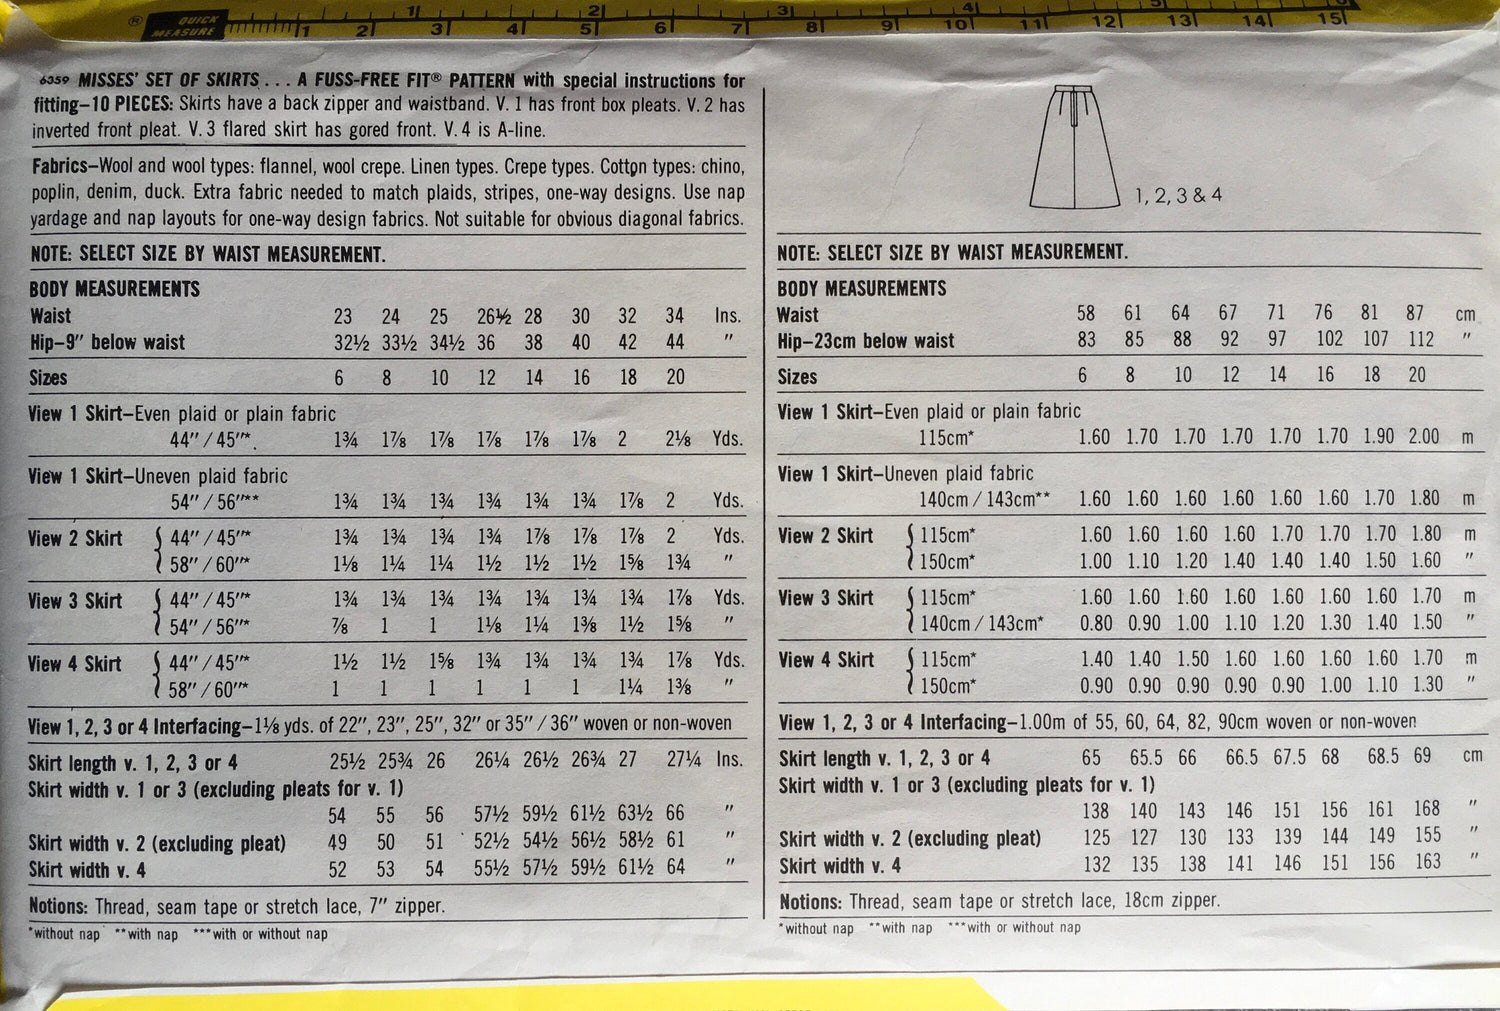 ® QUICK MEASURE 1 2 3 4 5 6 7 8 9 10 11 12 13 14 15
6359 MISSES' SET OF SKIRTS . . . A FUSS-FREE FIT® PATTERN with special instructions for
fitting–10 PIECES: Skirts have a back zipper and waistband. V. 1 has front box pleats. V. 2 has
inverted front pleat. V. 3 flared skirt has gored front. V. 4 is A-line.
Fabrics–Wool and wool types: flannel, wool crepe. Linen types. Crepe types. Cotton types: chino,
poplin, denim, duck. Extra fabric needed to match plaids, stripes, one-way designs. Use nap
yardage and nap layouts for one-way design fabrics. Not suitable for obvious diagonal fabrics.
NOTE: SELECT SIZE BY WAIST MEASUREMENT.
BODY MEASUREMENTS
Waist 23 24 25 26½ 28 30 32 34 Ins.
Hip–9" below waist 32½ 33½ 34½ 36 38 40 42 44 "
Sizes 6 8 10 12 14 16 18 20
View 1 Skirt–Even plaid or plain fabric
44" / 45"*. 1¾ 1⅞ 1⅞ 1⅞ 1⅞ 1⅞ 2 2⅛ Yds.
View 1 Skirt–Uneven plaid fabric
54" / 56"** 1¾ 1¾ 1¾ 1¾ 1¾ 1¾ 1⅞ 2 Yds.
View 2 Skirt 44" / 45"* 1¾ 1¾ 1¾ 1¾ 1⅞ 1⅞ 1⅞ 2 Yds.
58" / 60"* 1⅛ 1¼ 1¼ 1½ 1½ 1½ 1⅝ 1¾ "
View 3 Skirt 44" / 45"* 1¾ 1¾ 1¾ 1¾ 1¾ 1¾ 1¾ 1⅞ Yds.
54" / 56"* ⅞ 1 1 1⅛ 1¼ 1⅜ 1½ 1⅝ "
View 4 Skirt 44" / 45"* 1½ 1½ 1⅝ 1¾ 1¾ 1¾ 1¾ 1⅞ Yds.
58" / 60"* 1 1 1 1 1 1 1¼ 1⅜ "
View 1, 2, 3 or 4 Interfacing–1⅛ yds. of 22", 23", 25", 32" or 35" / 36" woven or non-woven
Skirt length v. 1, 2, 3 or 4 25½ 25¾ 26 26¼ 26½ 26¾ 27 27¼ Ins.
Skirt width v. 1 or 3 (excluding pleats for v. 1)
54 55 56 57½ 59½ 61½ 63½ 66 "
Skirt width v. 2 (excluding pleat) 49 50 51 52½ 54½ 56½ 58½ 61 "
Skirt width v. 4 52 53 54 55½ 57½ 59½ 61½ 64 "
Notions: Thread, seam tape or stretch lace, 7" zipper.
*without nap **with nap ***with or without nap
1, 2, 3 & 4
NOTE: SELECT SIZE BY WAIST MEASUREMENT.
BODY MEASUREMENTS
Waist 58 61 64 67 71 76 81 87 cm
Hip–23cm below waist 83 85 88 92 97 102 107 112 "
Sizes 6 8 10 12 14 16 18 20
View 1 Skirt–Even plaid or plain fabric
115cm* 1.60 1.70 1.70 1.70 1.70 1.70 1.90 2.00 m
View 1 Skirt–Uneven plaid fabric
140cm / 143cm** 1.60 1.60 1.60 1.60 1.60 1.60 1.70 1.80 m
View 2 Skirt 115cm* 1.60 1.60 1.60 1.60 1.70 1.70 1.70 1.80 m
150cm* 1.00 1.10 1.20 1.40 1.40 1.40 1.50 1.60 "
View 3 Skirt 115cm* 1.60 1.60 1.60 1.60 1.60 1.60 1.60 1.70 m
140cm / 143cm* 0.80 0.90 1.00 1.10 1.20 1.30 1.40 1.50 "
View 4 Skirt 115cm* 1.40 1.40 1.50 1.60 1.60 1.60 1.60 1.70 m
150cm* 0.90 0.90 0.90 0.90 0.90 1.00 1.10 1.30 "
View 1, 2, 3 or 4 Interfacing–1.00m of 55, 60, 64, 82, 90cm woven or non-woven
Skirt length v. 1, 2, 3 or 4 65 65.5 66 66.5 67.5 68 68.5 69 cm
Skirt width v. 1 or 3 (excluding pleats for v. 1)
138 140 143 146 151 156 161 168 "
Skirt width v. 2 (excluding pleat) 125 127 130 133 139 144 149 155 "
Skirt width v. 4 132 135 138 141 146 151 156 163 "
Notions: Thread, seam tape or stretch lace, 18cm zipper.
*without nap **with nap ***with or without nap